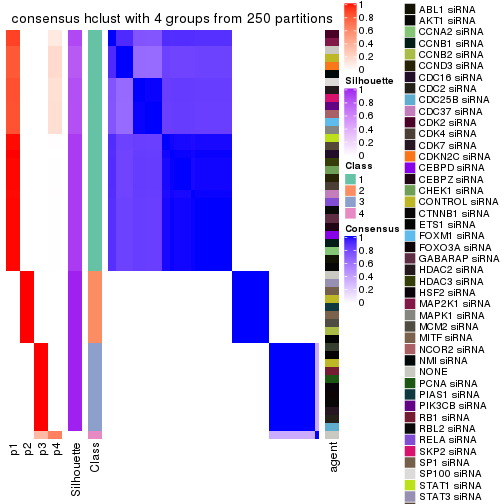 consensus hclust with 4 groups from 250 partitions
1
0.8
0.6
0.4
0.2
0
Silhouette
1
0.8
0.6
0.4
0.2
0
Class
1
2
3
4
Consensus
1
0.8
0.6
0.4
0.2
0
p1
p2
p3
p4
Silhouette
Class
agent
ABL1 siRNA
AKT1 siRNA
CCNA2 siRNA
CCNB1 siRNA
CCNB2 siRNA
CCND3 siRNA
CDC16 siRNA
CDC2 siRNA
CDC25B siRNA
CDC37 siRNA
CDK2 siRNA
CDK4 siRNA
CDK7 siRNA
CDKN2C siRNA
CEBPD siRNA
CEBPZ siRNA
CHEK1 siRNA
CONTROL siRNA
CTNNB1 siRNA
ETS1 siRNA
FOXM1 siRNA
FOXO3A siRNA
GABARAP siRNA
HDAC2 siRNA
HDAC3 siRNA
HSF2 siRNA
MAP2K1 siRNA
MAPK1 siRNA
MCM2 siRNA
MITF siRNA
NCOR2 siRNA
NMI siRNA
NONE
PCNA siRNA
PIAS1 siRNA
PIK3CB siRNA
RB1 siRNA
RBL2 siRNA
RELA siRNA
SKP2 siRNA
SP1 siRNA
SP100 siRNA
STAT1 siRNA
STAT3 siRNA